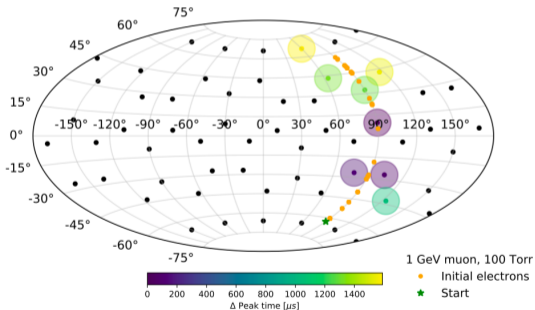 75°
60°
45°
30°
15°
0°
-15°
-30°
-45°
-60°
-75°
-150° -120° -90° -60° -30° 0° 30° 60° 90° 120° 150°
1 GeV muon, 100 Torr
Initial electrons
Start
0 200 400 600 800 1000 1200 1400
Δ Peak time [μs]